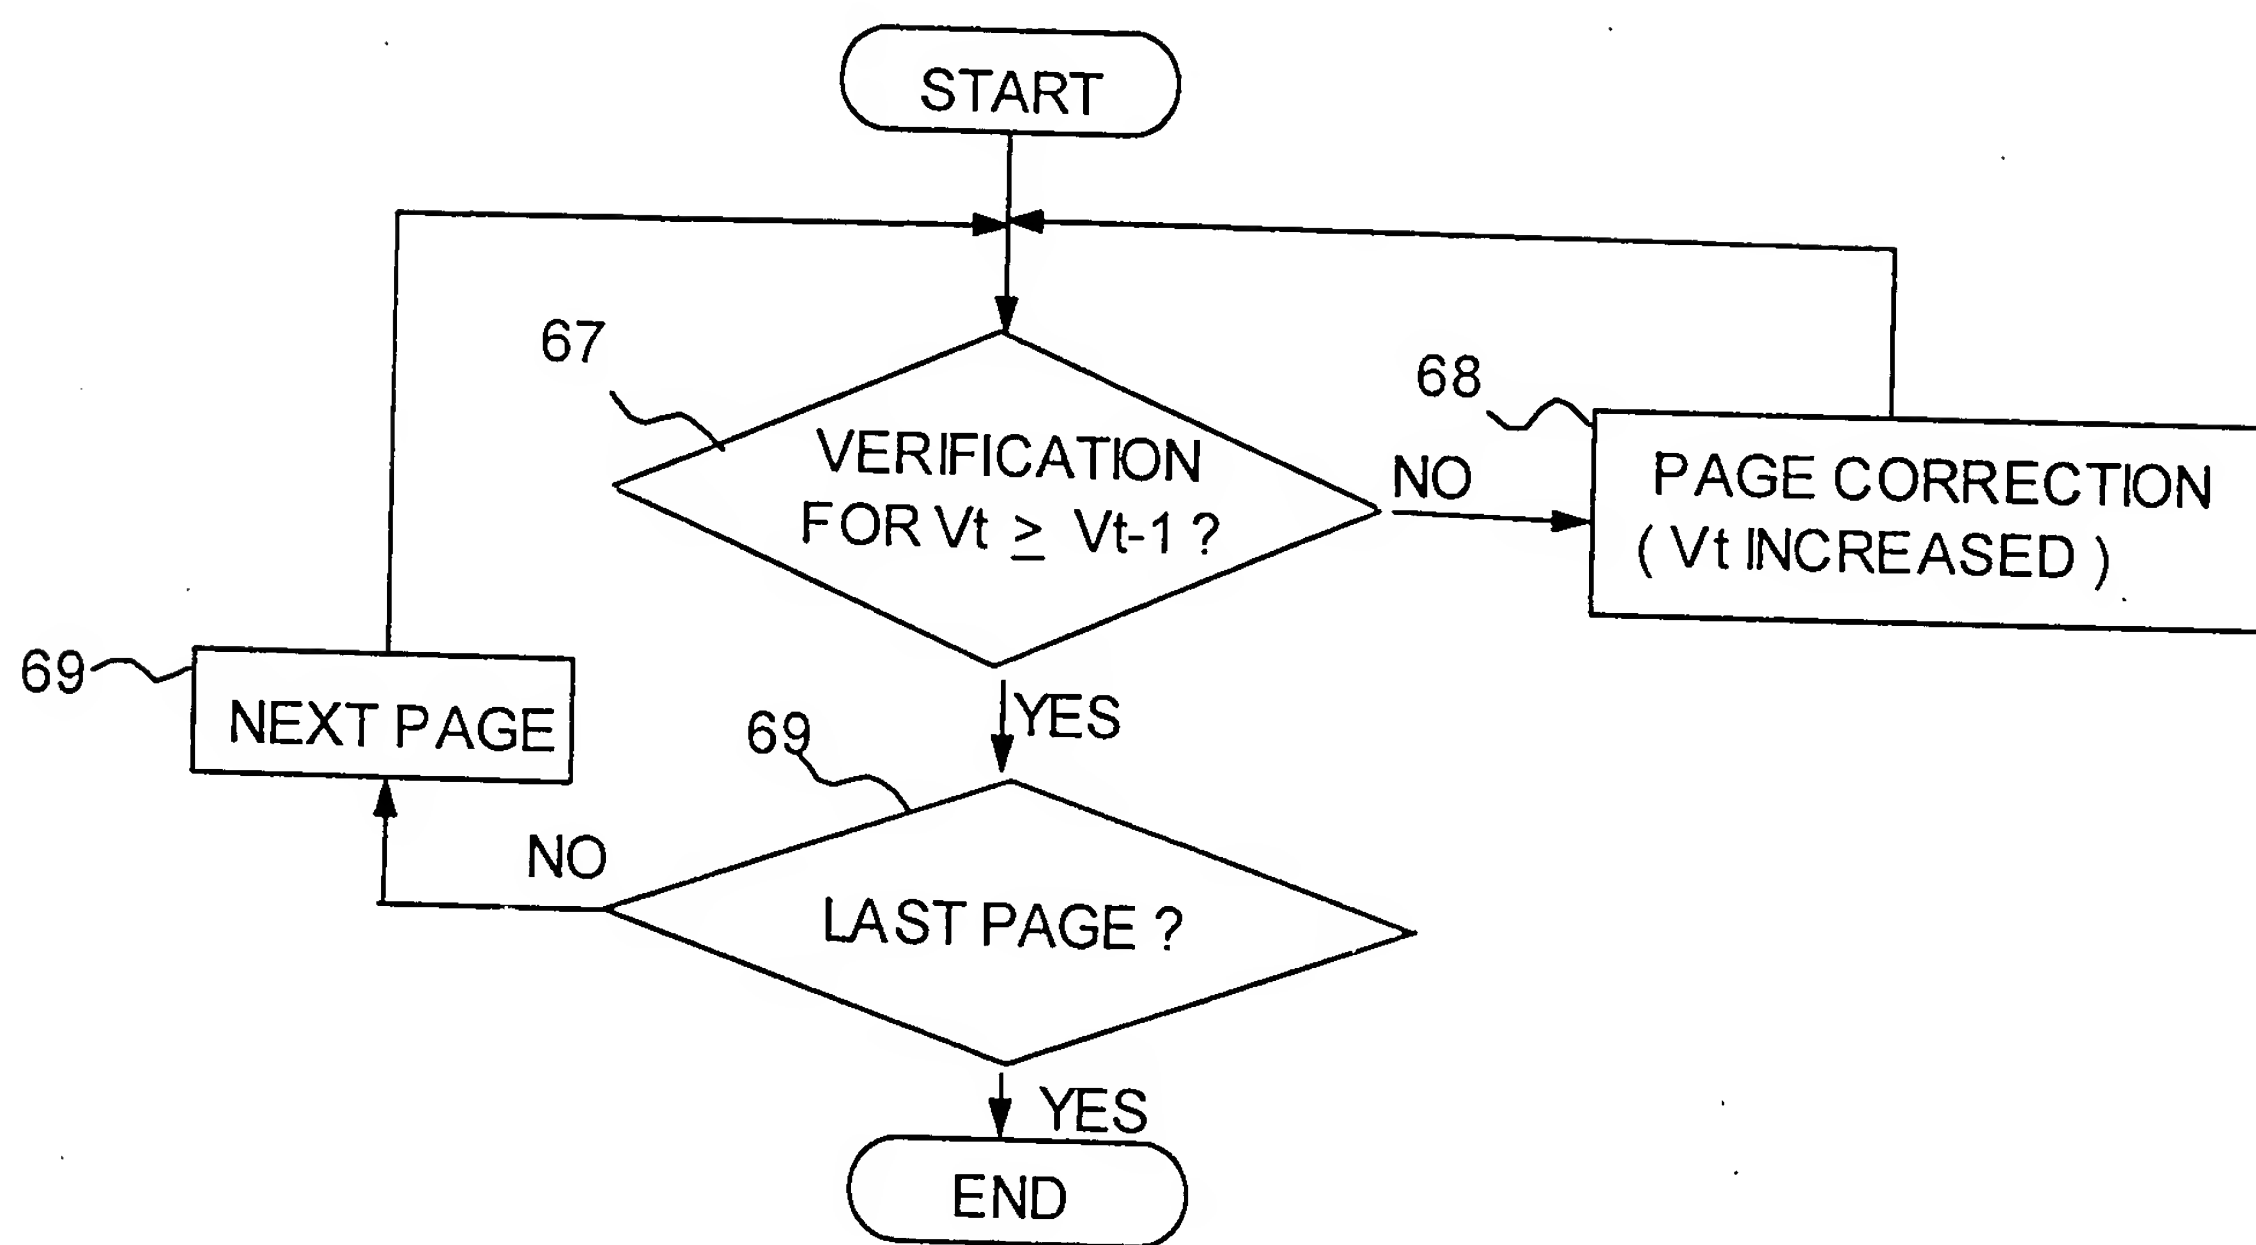 START
67
VERIFICATION
FOR Vt ≥ Vt-1 ?
NO
68
PAGE CORRECTION
( Vt INCREASED )
YES
69
NEXT PAGE
69
NO
LAST PAGE ?
YES
END